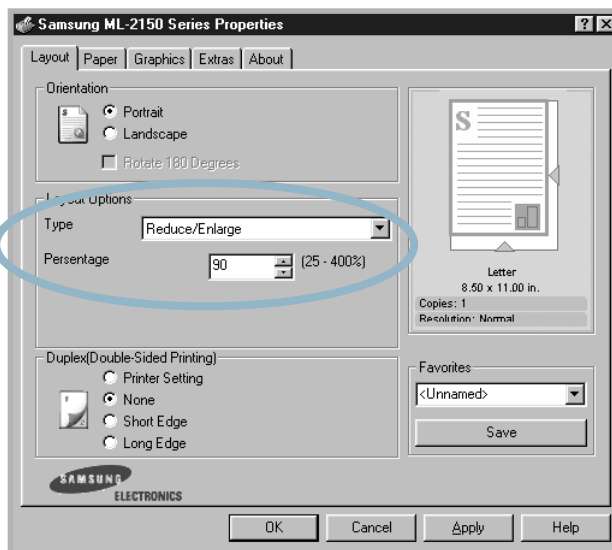 Samsung ML-2150 Series Properties
Layout Paper Graphics Extras About
Orientation
Portrait
Landscape
Rotate 180 Degrees
Layout Options
Type Reduce/Enlarge
Persentage 90 (25 - 400%)
S
Letter
8.50 x 11.00 in.
Copies: 1
Resolution: Normal
Duplex(Double-Sided Printing)
Printer Setting
None
Short Edge
Long Edge
Favorites
<Unnamed>
Save
SAMSUNG
ELECTRONICS
OK Cancel Apply Help